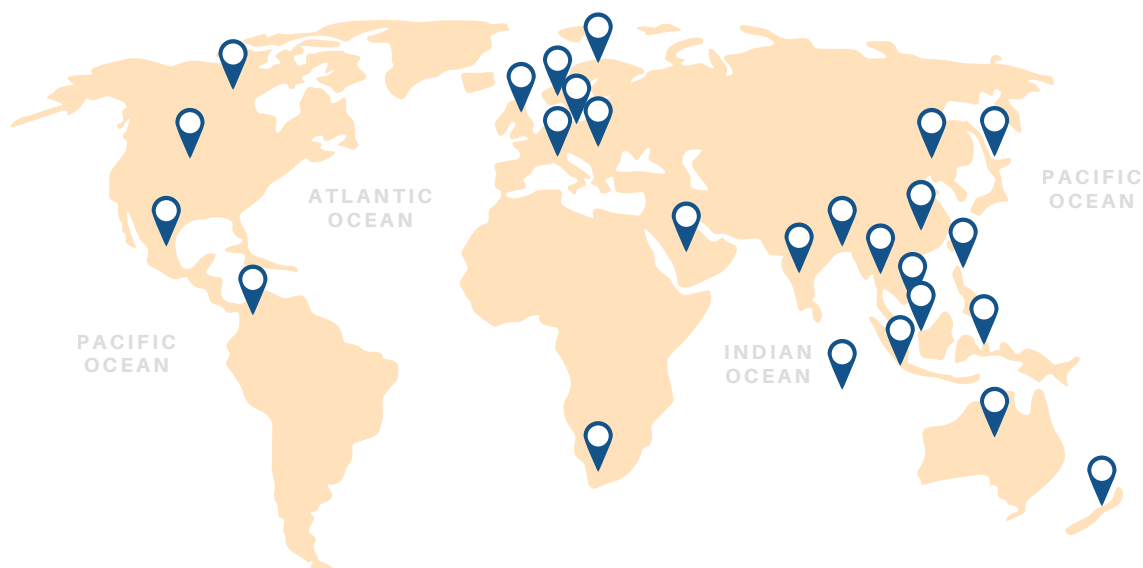 ATLANTIC
OCEAN
PACIFIC
OCEAN
PACIFIC
OCEAN
INDIAN
OCEAN